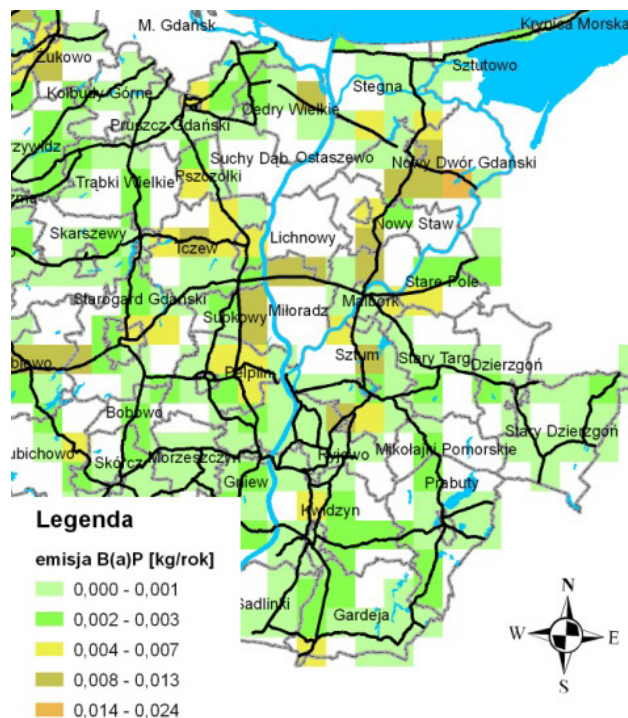 M. Gdańsk
Krynica Morska
Żukowo
Sztutowo
Stegna
Kolbudy Górne
Cedry Wielkie
Pruszcz Gdański
Suchy Dąb
Ostaszewo
Nowy Dwór Gdański
Trąbki Wielkie
Pszczółki
Nowy Staw
Skarszewy
Tczew
Lichnowy
Stare Pole
Starogard Gdański
Malbork
Miłoradz
Subkowy
Sztum
Stary Targ
Dzierzgoń
Pelplin
Bobowo
Stary Dzierzgoń
Morzeszczyn
Skórcz
Ryjewo
Mikołajki Pomorskie
Gniew
Prabuty
Kwidzyn
Sadlinki
Gardeja
Legenda
emisja B(a)P [kg/rok]
0,000 - 0,001
0,002 - 0,003
0,004 - 0,007
0,008 - 0,013
0,014 - 0,024
N
W
E
S